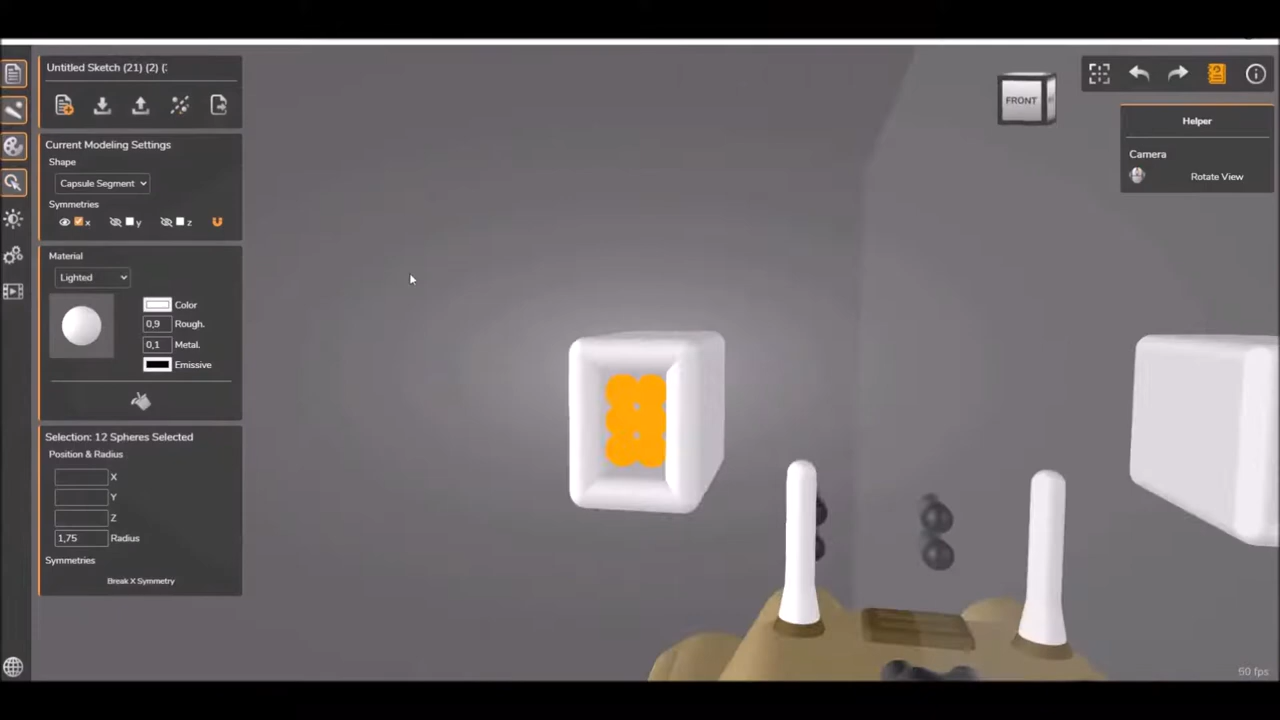 Untitled Sketch (21) (2) (:
Current Modeling Settings
Shape
Capsule Segment
Symmetries
x y z
Material
Lighted
Color
0,9 Rough.
0,1 Metal.
Emissive
Selection: 12 Spheres Selected
Position & Radius
X
Y
Z
1,75 Radius
Symmetries
Break X Symmetry
FRONT
Helper
Camera
Rotate View
60 fps